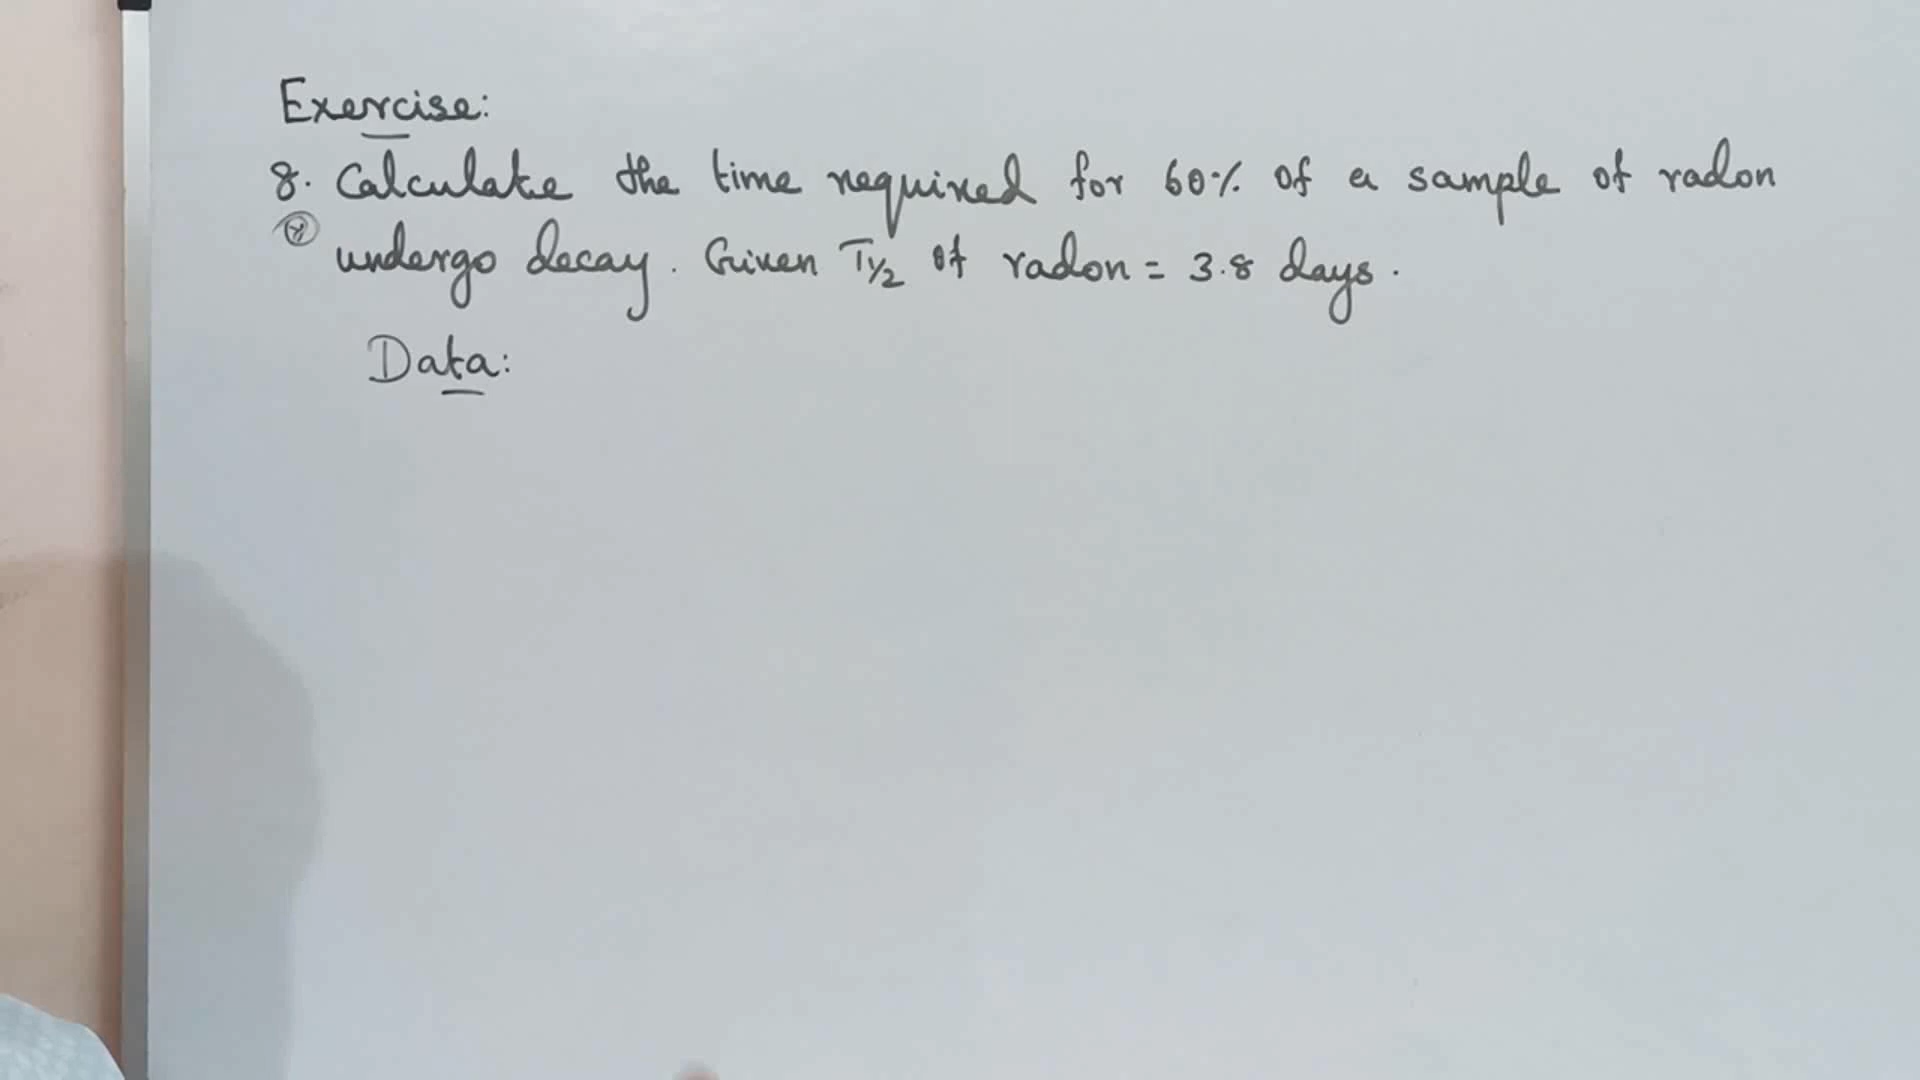 Exercise:
8. Calculate the time required for 60% of a sample of radon
undergo decay. Given T1/2 of radon = 3.8 days.
Data: